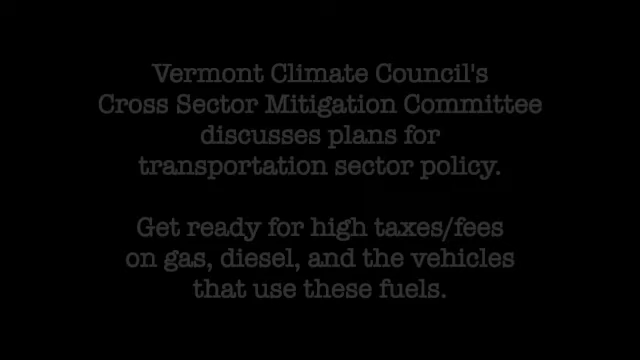 Vermont Climate Council's
Cross Sector Mitigation Committee
discusses plans for
transportation sector policy.
Get ready for high taxes/fees
on gas, diesel, and the vehicles
that use these fuels.